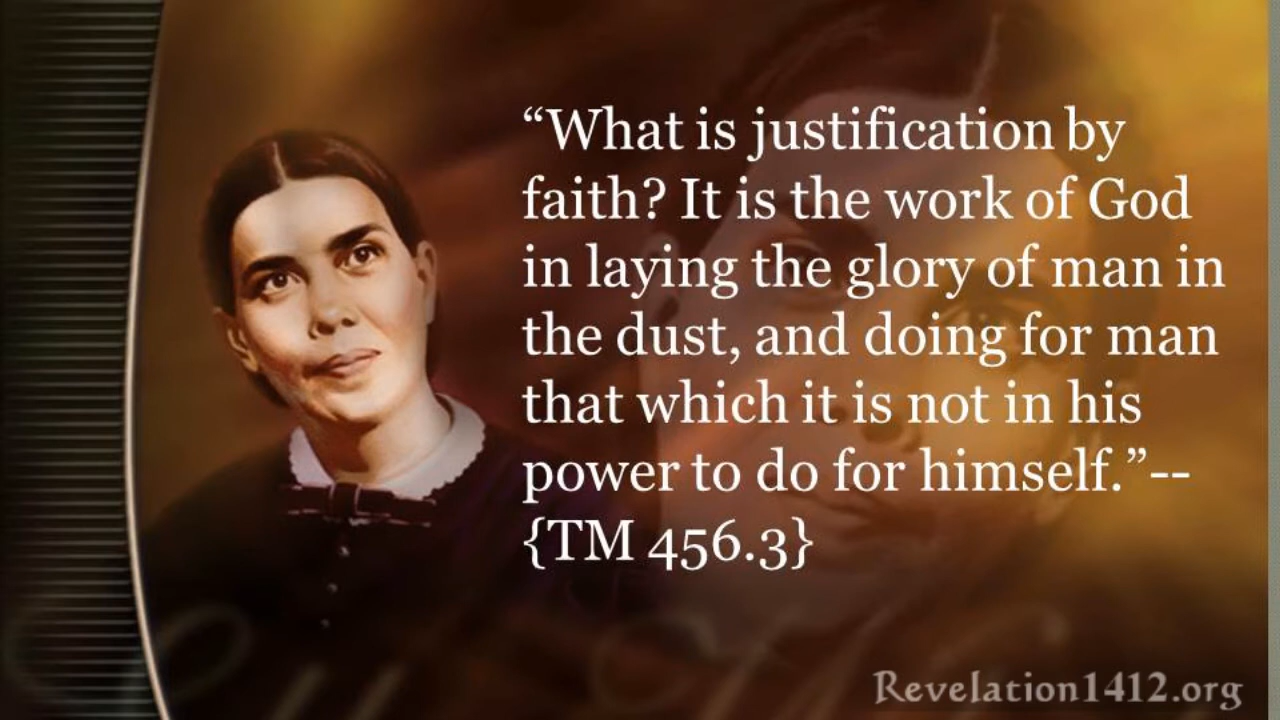 “What is justification by
faith? It is the work of God
in laying the glory of man in
the dust, and doing for man
that which it is not in his
power to do for himself.”--
{TM 456.3}
Revelation1412.org